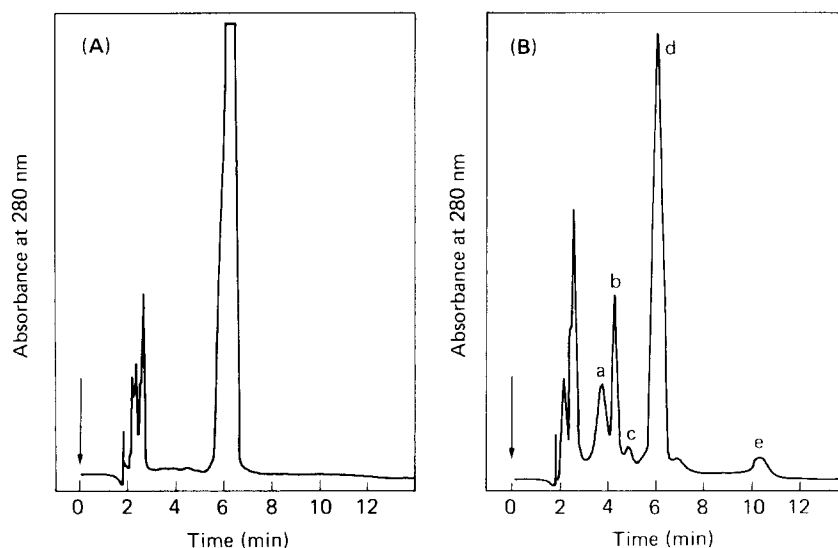 (A)
Absorbance at 280 nm
0 2 4 6 8 10 12
Time (min)
(B)
Absorbance at 280 nm
a
b
c
d
e
0 2 4 6 8 10 12
Time (min)